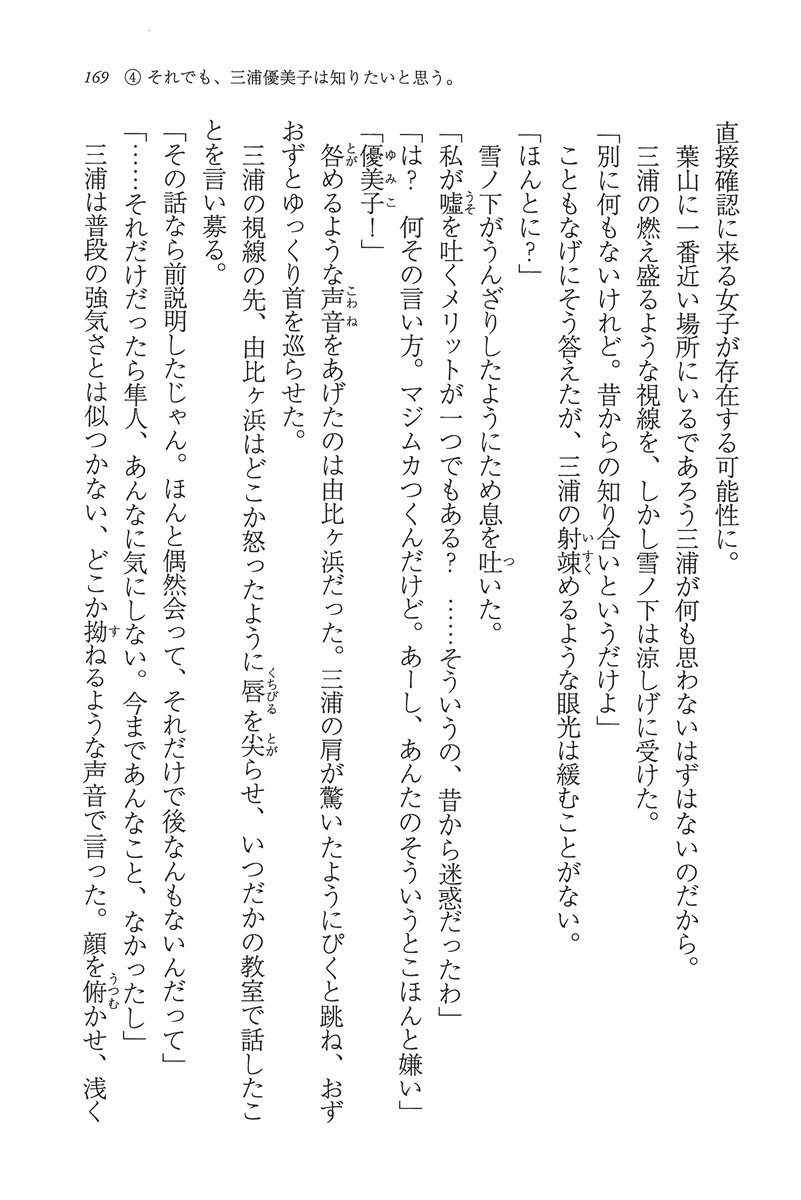 169 ④ それでも、三浦優美子は知りたいと思う。
直接確認に来る女子が存在する可能性に。
葉山に一番近い場所にいるであろう三浦が何も思わないはずはないのだから。
三浦の燃え盛るような視線を、しかし雪ノ下は涼しげに受けた。
「別に何もないけれど。昔からの知り合いというだけよ」
こともなげにそう答えたが、三浦の射竦めるような眼光は緩むことがない。
「ほんとに?」
雪ノ下がうんざりしたようにため息を吐いた。
「私が嘘を吐くメリットが一つでもある? ……そういうの、昔から迷惑だったわ」
「は? 何その言い方。マジムカつくんだけど。あーし、あんたのそういうとこほんと嫌い」
「優美子!」
咎めるような声音をあげたのは由比ヶ浜だった。三浦の肩が驚いたようにぴくと跳ね、おず
おずとゆっくり首を巡らせた。
三浦の視線の先、由比ヶ浜はどこか怒ったように唇を尖らせ、いつだかの教室で話したこ
とを言い募る。
「その話なら前説明したじゃん。ほんと偶然会って、それだけで後なんもないんだって」
「……それだけだったら隼人、あんなに気にしない。今まであんなこと、なかったし」
三浦は普段の強気さとは似つかない、どこか拗ねるような声音で言った。顔を俯かせ、浅く